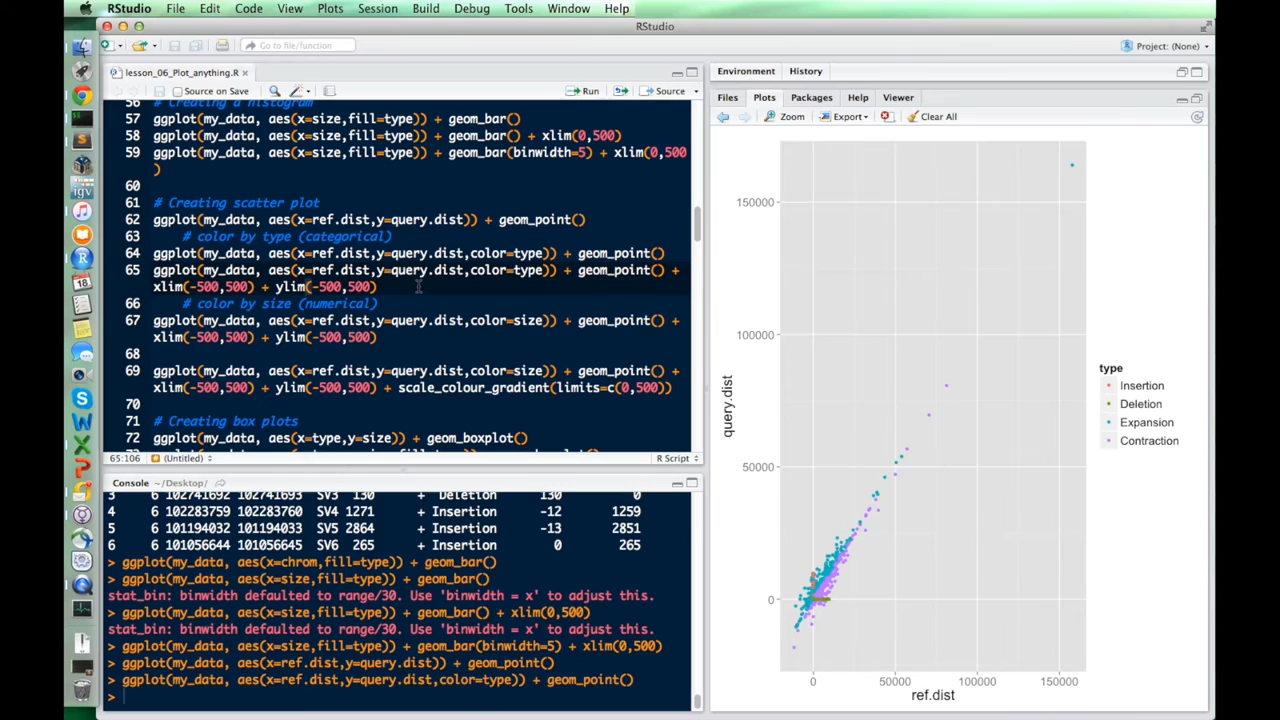 RStudio File Edit Code View Plots Session Build Debug Tools Window Help
RStudio
Go to file/function
Project: (None)
lesson_06_Plot_anything.R
Source on Save
Run
Source
56 # Creating a histogram
57 ggplot(my_data, aes(x=size,fill=type)) + geom_bar()
58 ggplot(my_data, aes(x=size,fill=type)) + geom_bar() + xlim(0,500)
59 ggplot(my_data, aes(x=size,fill=type)) + geom_bar(binwidth=5) + xlim(0,500
)
60
61 # Creating scatter plot
62 ggplot(my_data, aes(x=ref.dist,y=query.dist)) + geom_point()
63 # color by type (categorical)
64 ggplot(my_data, aes(x=ref.dist,y=query.dist,color=type)) + geom_point()
65 ggplot(my_data, aes(x=ref.dist,y=query.dist,color=type)) + geom_point() +
xlim(-500,500) + ylim(-500,500)
66 # color by size (numerical)
67 ggplot(my_data, aes(x=ref.dist,y=query.dist,color=size)) + geom_point() +
xlim(-500,500) + ylim(-500,500)
68
69 ggplot(my_data, aes(x=ref.dist,y=query.dist,color=size)) + geom_point() +
xlim(-500,500) + ylim(-500,500) + scale_colour_gradient(limits=c(0,500))
70
71 # Creating box plots
72 ggplot(my_data, aes(x=type,y=size)) + geom_boxplot()
65:106 (Untitled) R Script
Console ~/Desktop/
3 6 102741692 102741693 SV3 130 + Deletion 130 0
4 6 102283759 102283760 SV4 1271 + Insertion -12 1259
5 6 101194032 101194033 SV5 2864 + Insertion -13 2851
6 6 101056644 101056645 SV6 265 + Insertion 0 265
> ggplot(my_data, aes(x=chrom,fill=type)) + geom_bar()
> ggplot(my_data, aes(x=size,fill=type)) + geom_bar()
stat_bin: binwidth defaulted to range/30. Use 'binwidth = x' to adjust this.
> ggplot(my_data, aes(x=size,fill=type)) + geom_bar() + xlim(0,500)
stat_bin: binwidth defaulted to range/30. Use 'binwidth = x' to adjust this.
> ggplot(my_data, aes(x=size,fill=type)) + geom_bar(binwidth=5) + xlim(0,500)
> ggplot(my_data, aes(x=ref.dist,y=query.dist)) + geom_point()
> ggplot(my_data, aes(x=ref.dist,y=query.dist,color=type)) + geom_point()
>
Environment History
Files Plots Packages Help Viewer
Zoom Export Clear All
150000
100000
50000
0
query.dist
0 50000 100000 150000
ref.dist
type
Insertion
Deletion
Expansion
Contraction
igv
18